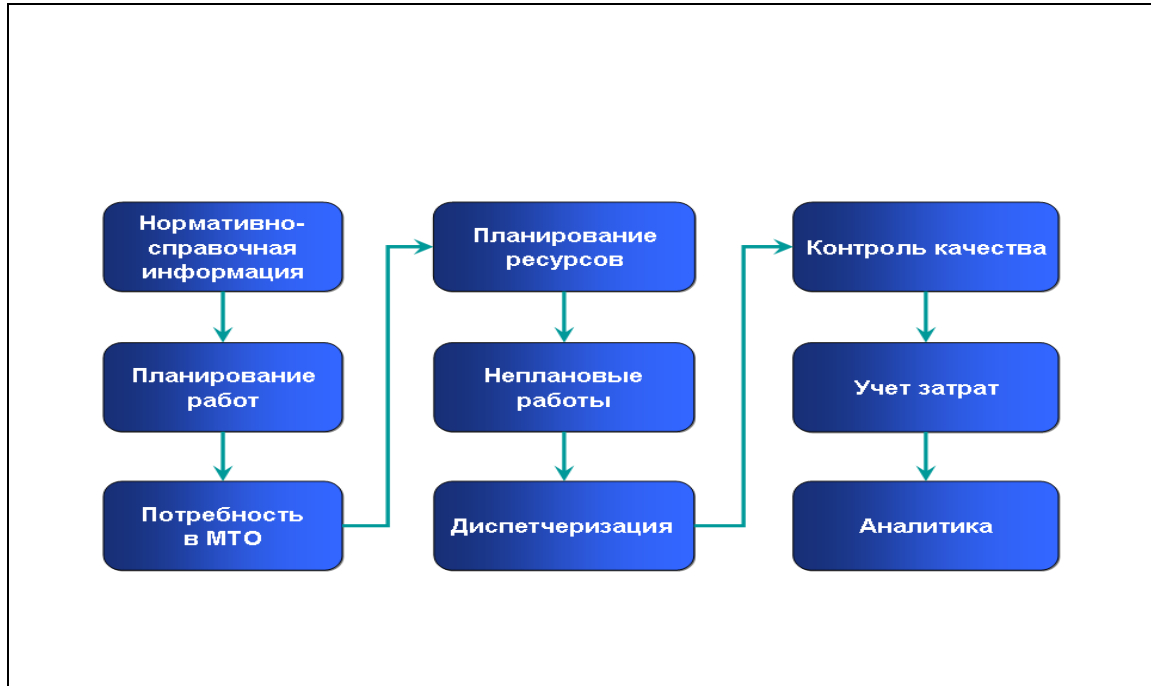 Нормативно-
справочная
информация
Планирование
работ
Потребность
в МТО
Планирование
ресурсов
Неплановые
работы
Диспетчеризация
Контроль качества
Учет затрат
Аналитика